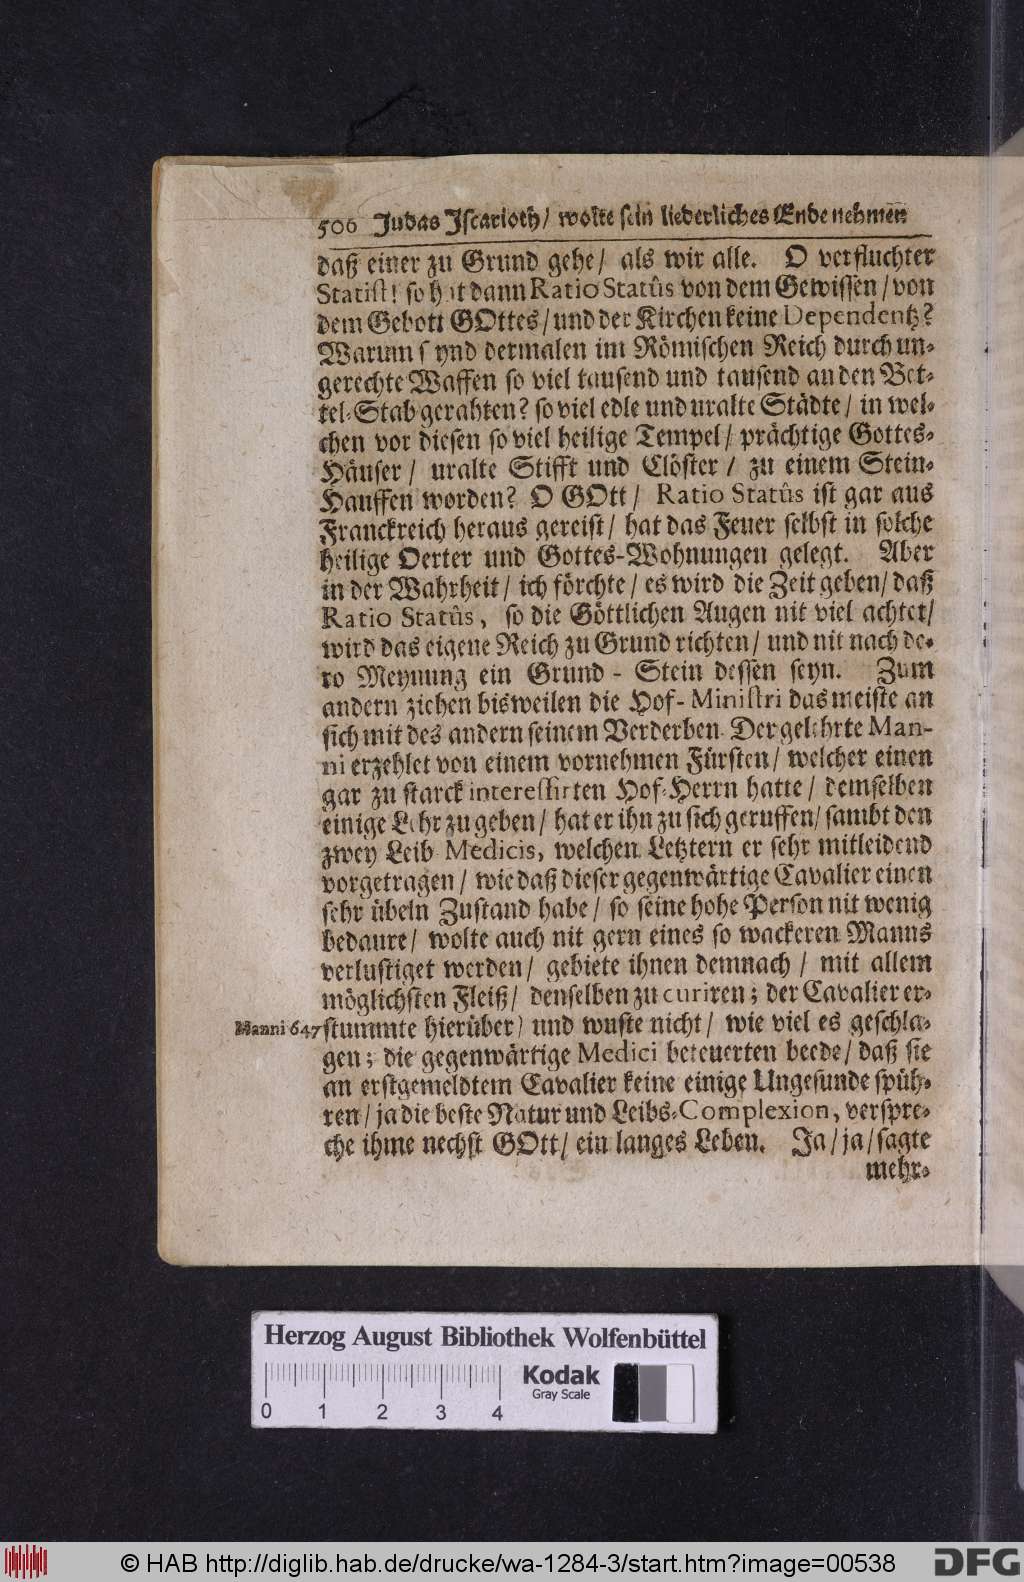 506 Judas Iscarioth/ wolte sein liederliches Ende nehmen
daß einer zu Grund gehe/ als wir alle. O verfluchter
Statist! so hat dann Ratio Statûs von dem Gewissen/ von
dem Gebott GOttes/ und der Kirchen keine Dependentz?
Warum synd dermalen im Römischen Reich durch un-
gerechte Waffen so viel tausend und tausend an den Bet-
tel-Stab gerahten? so viel edle und uralte Städte/ in wel-
chen vor diesen so viel heilige Tempel/ prächtige Gottes-
Häuser/ uralte Stifft und Clöster/ zu einem Stein-
Hauffen worden? O GOtt/ Ratio Statûs ist gar aus
Franckreich heraus gereist/ hat das Feuer selbst in solche
heilige Oerter und Gottes-Wohnungen gelegt. Aber
in der Wahrheit/ ich förchte/ es wird die Zeit geben/ daß
Ratio Statûs, so die Göttlichen Augen nit viel achtet/
wird das eigene Reich zu Grund richten/ und nit nach de-
ro Meynung ein Grund-Stein dessen seyn. Zum
andern ziehen bisweilen die Hof-Ministri das meiste an
sich mit des andern seinem Verderben. Der gelehrte Man-
ni erzehlet von einem vornehmen Fürsten/ welcher einen
gar zu starck interessirten Hof-Herrn hatte/ demselben
einige Lehr zu geben/ hat er ihn zu sich geruffen/ sambt den
zwey Leib Medicis, welchen Letztern er sehr mitleidend
vorgetragen/ wie daß dieser gegenwärtige Cavalier einen
sehr übeln Zustand habe/ so seine hohe Person nit wenig
bedaure/ wolte auch nit gern eines so wackeren Manns
verlustiget werden/ gebiete ihnen demnach/ mit allem
möglichsten Fleiß/ denselben zu curiren; der Cavalier er-
Manni 647 stummte hierüber) und wuste nicht/ wie viel es geschla-
gen; die gegenwärtige Medici beteuerten beede/ daß sie
an erstgemeldtem Cavalier keine einige Ungesunde spüh-
ren/ ja die beste Natur und Leibs-Complexion, verspre-
che ihme nechst GOtt/ ein langes Leben. Ja/ ja/ sagte
mehr-
Herzog August Bibliothek Wolfenbüttel
Kodak
Gray Scale
0 1 2 3 4
© HAB http://diglib.hab.de/drucke/wa-1284-3/start.htm?image=00538
DFG